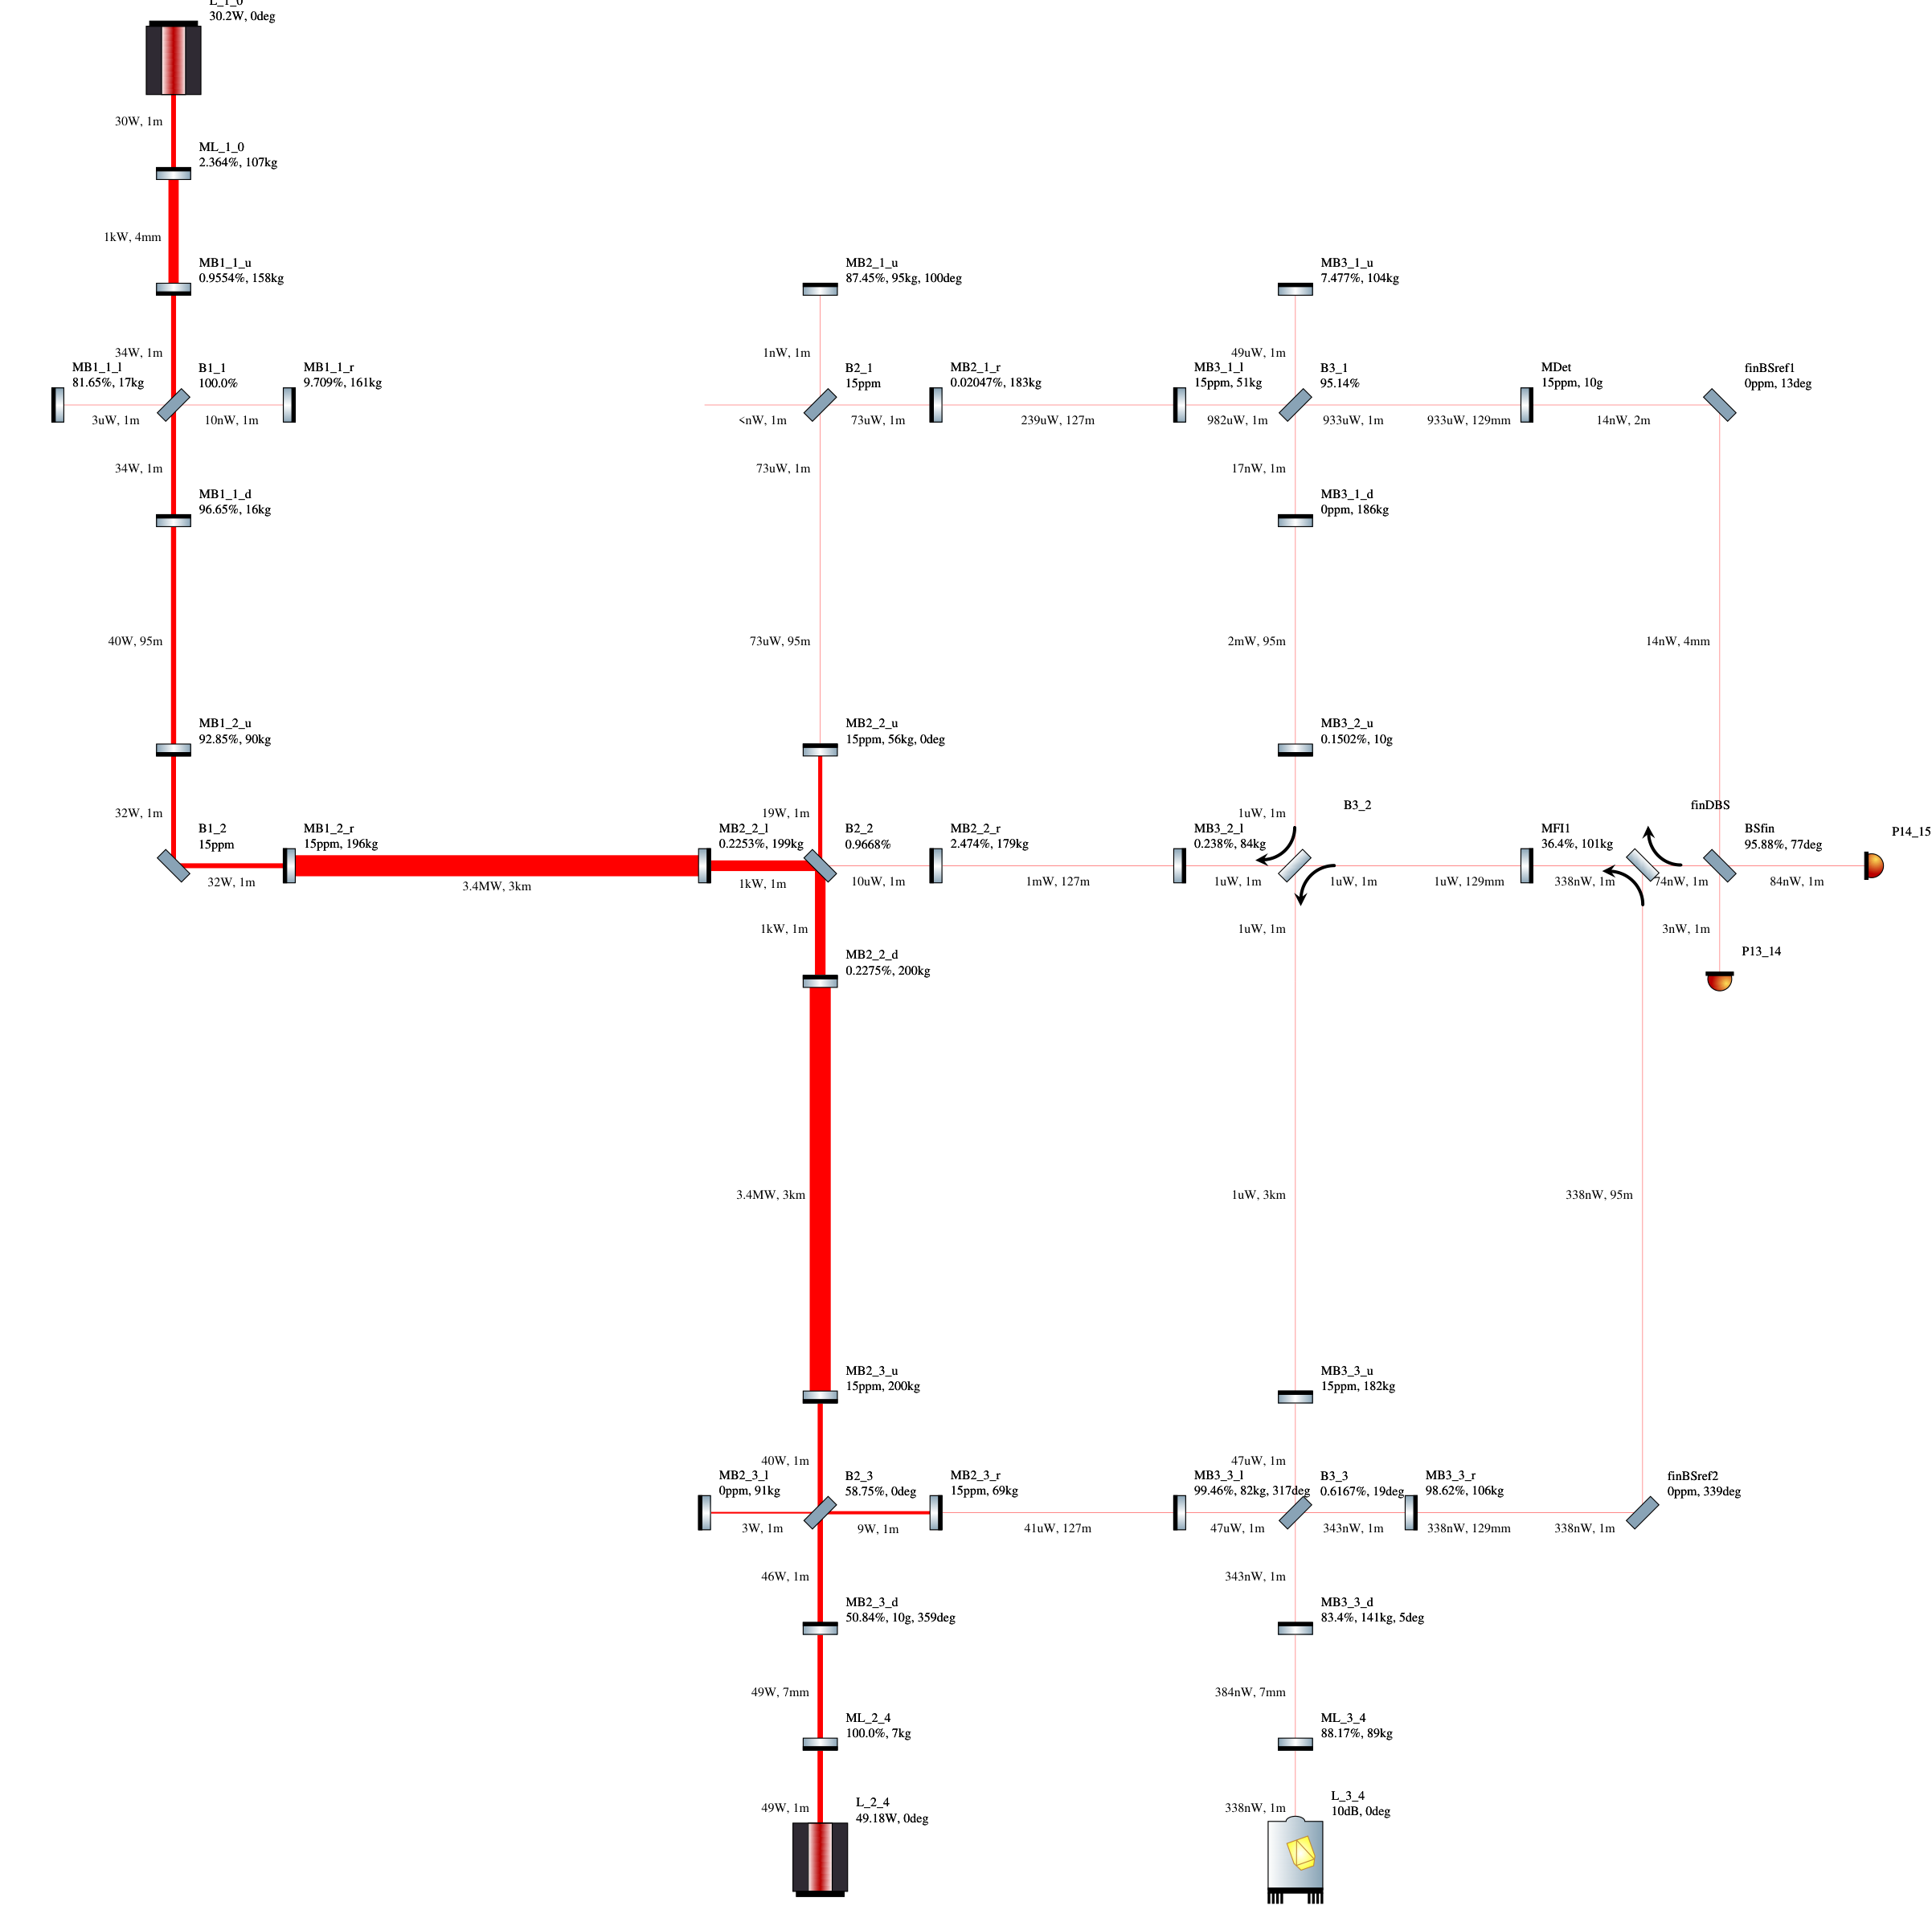 L_1_0
30.2W, 0deg
30W, 1m
ML_1_0
2.364%, 107kg
1kW, 4mm
MB1_1_u
0.9554%, 158kg
MB2_1_u
87.45%, 95kg, 100deg
MB3_1_u
7.477%, 104kg
34W, 1m
1nW, 1m
49uW, 1m
MB1_1_l
81.65%, 17kg
B1_1
100.0%
MB1_1_r
9.709%, 161kg
B2_1
15ppm
MB2_1_r
0.02047%, 183kg
MB3_1_l
15ppm, 51kg
B3_1
95.14%
MDet
15ppm, 10g
finBSref1
0ppm, 13deg
3uW, 1m
10nW, 1m
<nW, 1m
73uW, 1m
239uW, 127m
982uW, 1m
933uW, 1m
933uW, 129mm
14nW, 2m
34W, 1m
73uW, 1m
17nW, 1m
MB1_1_d
96.65%, 16kg
MB3_1_d
0ppm, 186kg
40W, 95m
73uW, 95m
2mW, 95m
14nW, 4mm
MB1_2_u
92.85%, 90kg
MB2_2_u
15ppm, 56kg, 0deg
MB3_2_u
0.1502%, 10g
32W, 1m
19W, 1m
1uW, 1m
B3_2
finDBS
B1_2
15ppm
MB1_2_r
15ppm, 196kg
MB2_2_l
0.2253%, 199kg
B2_2
0.9668%
MB2_2_r
2.474%, 179kg
MB3_2_l
0.238%, 84kg
MFI1
36.4%, 101kg
BSfin
95.88%, 77deg
P14_15
32W, 1m
3.4MW, 3km
1kW, 1m
10uW, 1m
1mW, 127m
1uW, 1m
1uW, 1m
1uW, 129mm
338nW, 1m
74nW, 1m
84nW, 1m
1kW, 1m
1uW, 1m
3nW, 1m
MB2_2_d
0.2275%, 200kg
P13_14
3.4MW, 3km
1uW, 3km
338nW, 95m
MB2_3_u
15ppm, 200kg
MB3_3_u
15ppm, 182kg
40W, 1m
47uW, 1m
MB2_3_l
0ppm, 91kg
B2_3
58.75%, 0deg
MB2_3_r
15ppm, 69kg
MB3_3_l
99.46%, 82kg, 317deg
B3_3
0.6167%, 19deg
MB3_3_r
98.62%, 106kg
finBSref2
0ppm, 339deg
3W, 1m
9W, 1m
41uW, 127m
47uW, 1m
343nW, 1m
338nW, 129mm
338nW, 1m
46W, 1m
343nW, 1m
MB2_3_d
50.84%, 10g, 359deg
MB3_3_d
83.4%, 141kg, 5deg
49W, 7mm
384nW, 7mm
ML_2_4
100.0%, 7kg
ML_3_4
88.17%, 89kg
49W, 1m
338nW, 1m
L_2_4
49.18W, 0deg
L_3_4
10dB, 0deg